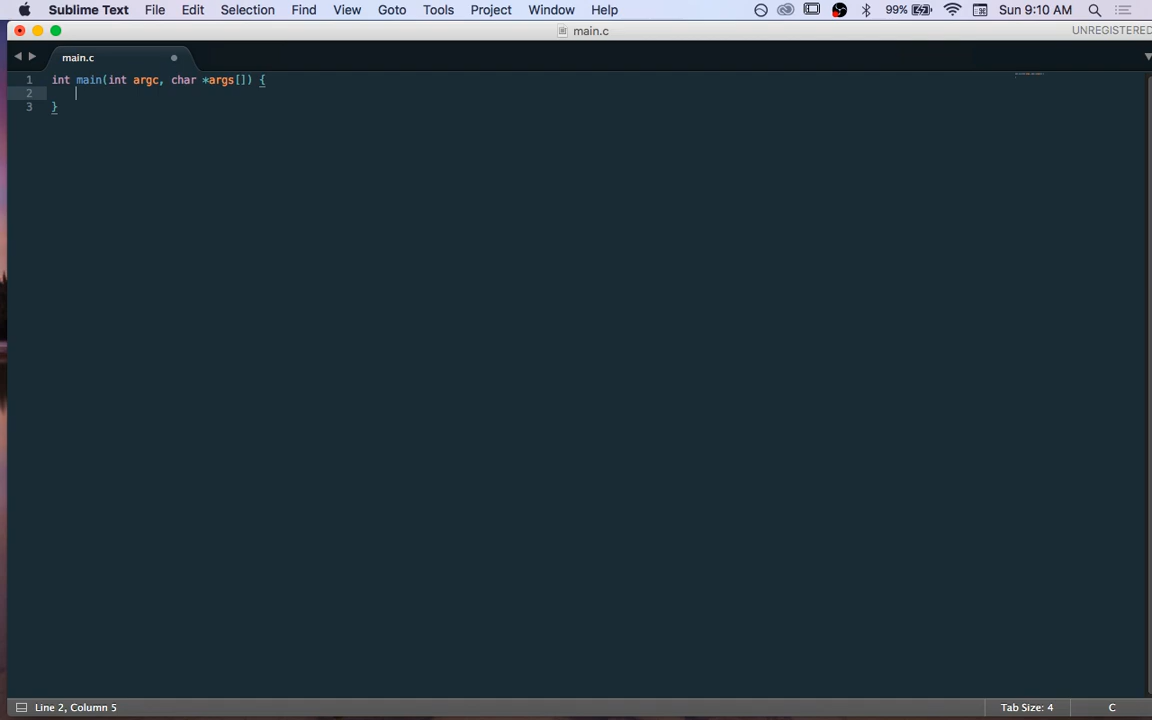 Sublime Text File Edit Selection Find View Goto Tools Project Window Help 99% Sun 9:10 AM
main.c UNREGISTERED
main.c
1 int main(int argc, char *args[]) {
2
3 }
Line 2, Column 5 Tab Size: 4 C